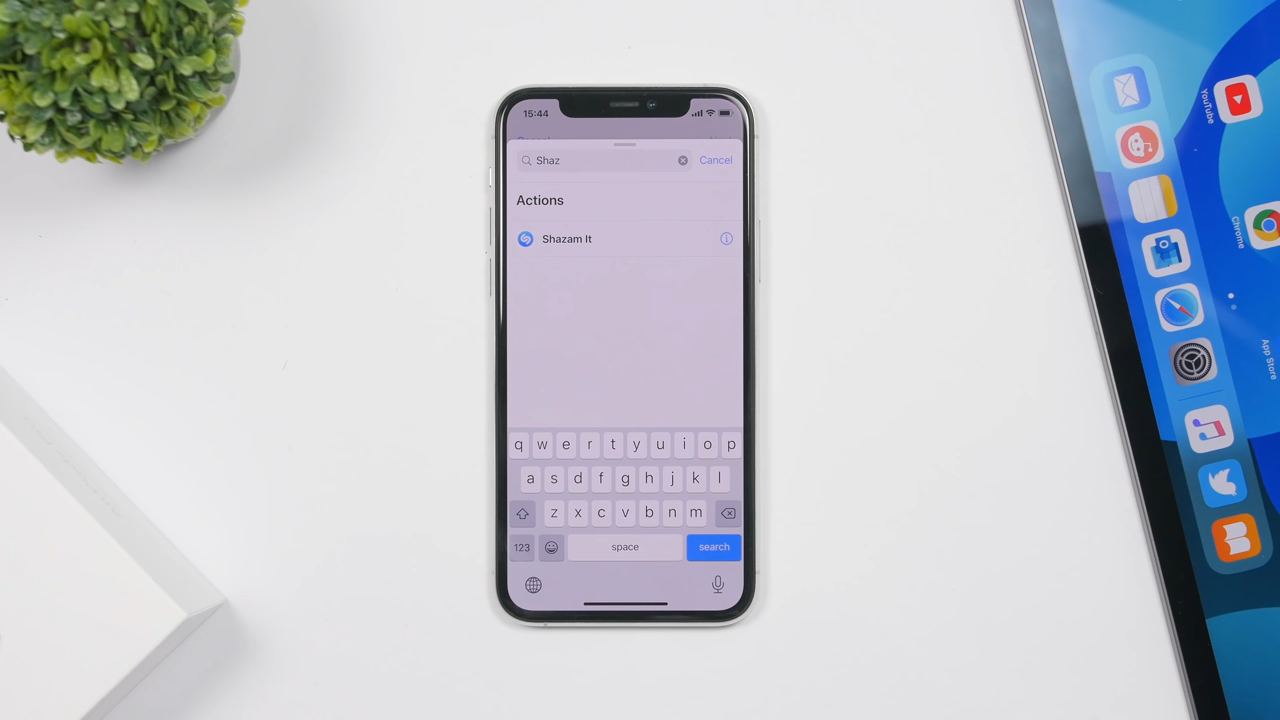 15:44
Shaz
Cancel
Actions
Shazam It
q w e r t y u i o p
a s d f g h j k l
z x c v b n m
123
space
search
YouTube
Chrome
App Store